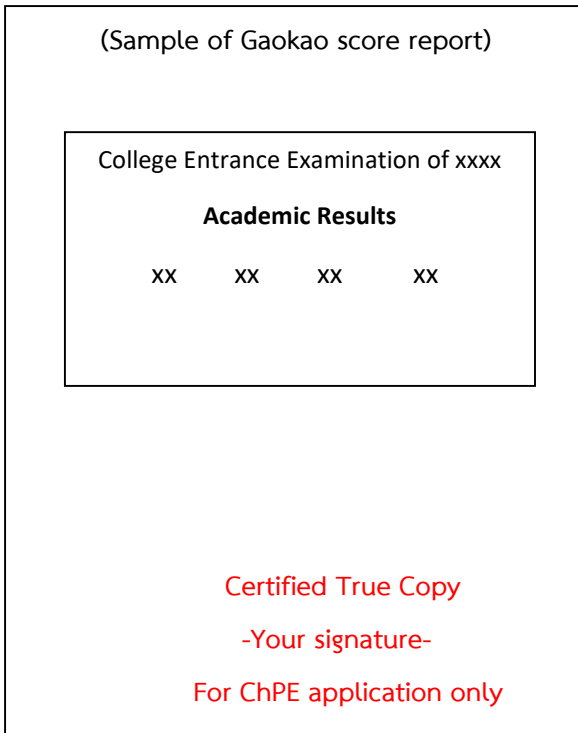 (Sample of Gaokao score report)
College Entrance Examination of xxxx
Academic Results
xx xx xx xx
Certified True Copy
-Your signature-
For ChPE application only